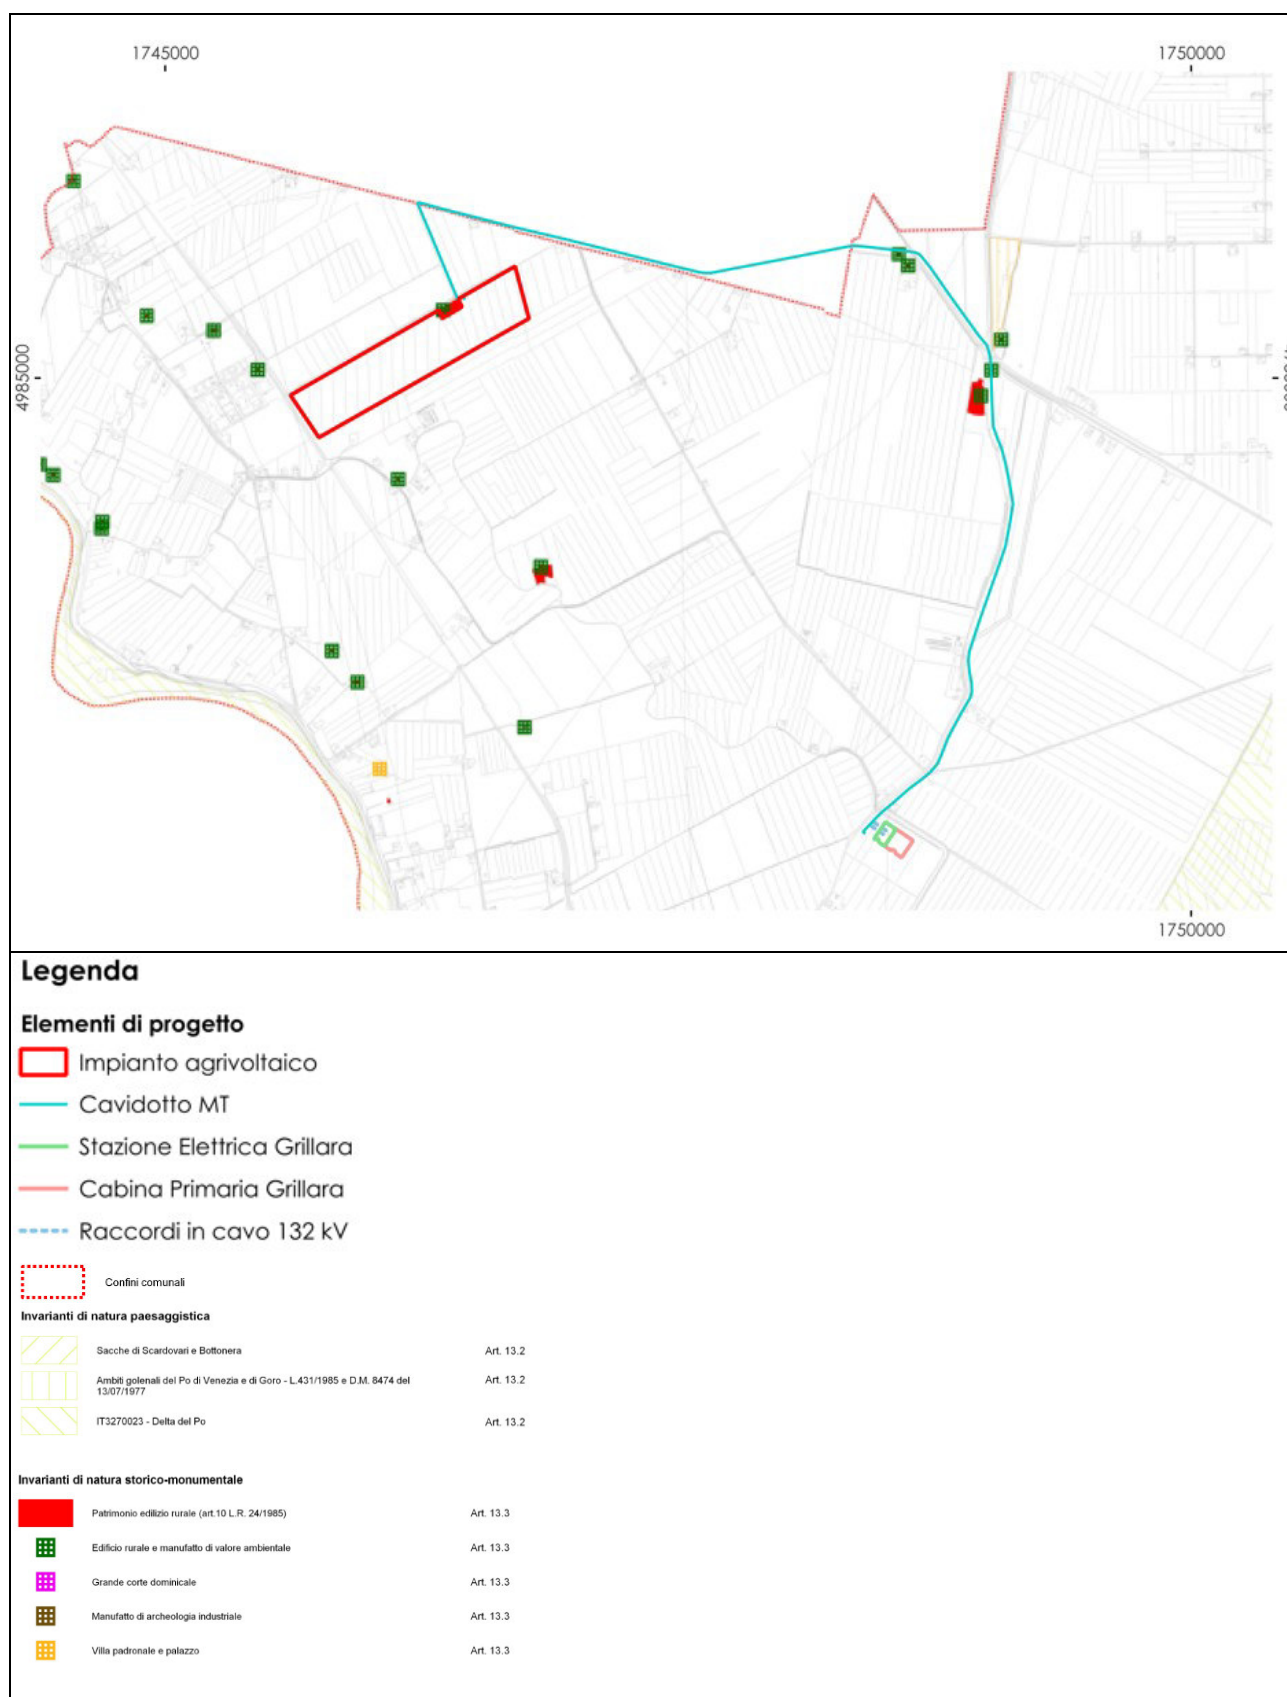 1745000
1750000
4985000
1750000
Legenda
Elementi di progetto
Impianto agrivoltaico
Cavidotto MT
Stazione Elettrica Grillara
Cabina Primaria Grillara
Raccordi in cavo 132 kV
Confini comunali
Invarianti di natura paesaggistica
Sacche di Scardovari e Bottonera Art. 13.2
Ambiti golenali del Po di Venezia e di Goro - L.431/1985 e D.M. 8474 del Art. 13.2
13/07/1977
IT3270023 - Delta del Po Art. 13.2
Invarianti di natura storico-monumentale
Patrimonio edilizio rurale (art.10 L.R. 24/1985) Art. 13.3
Edificio rurale e manufatto di valore ambientale Art. 13.3
Grande corte dominicale Art. 13.3
Manufatto di archeologia industriale Art. 13.3
Villa padronale e palazzo Art. 13.3